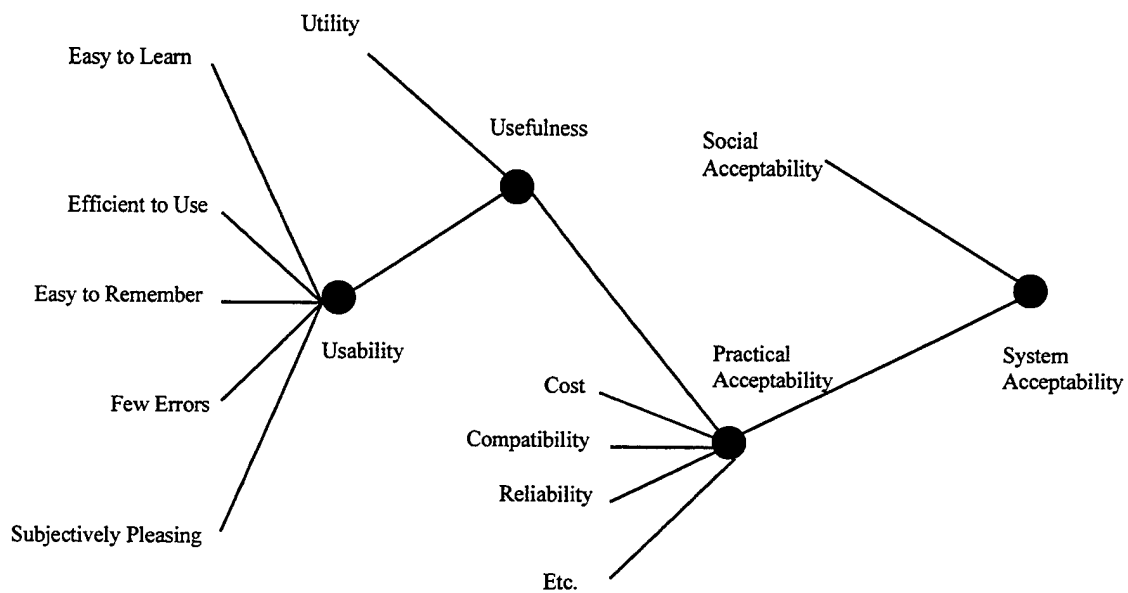 Utility
Easy to Learn
Usefulness
Social
Acceptability
Efficient to Use
Easy to Remember
Usability
Practical
Acceptability
System
Acceptability
Cost
Few Errors
Compatibility
Reliability
Subjectively Pleasing
Etc.